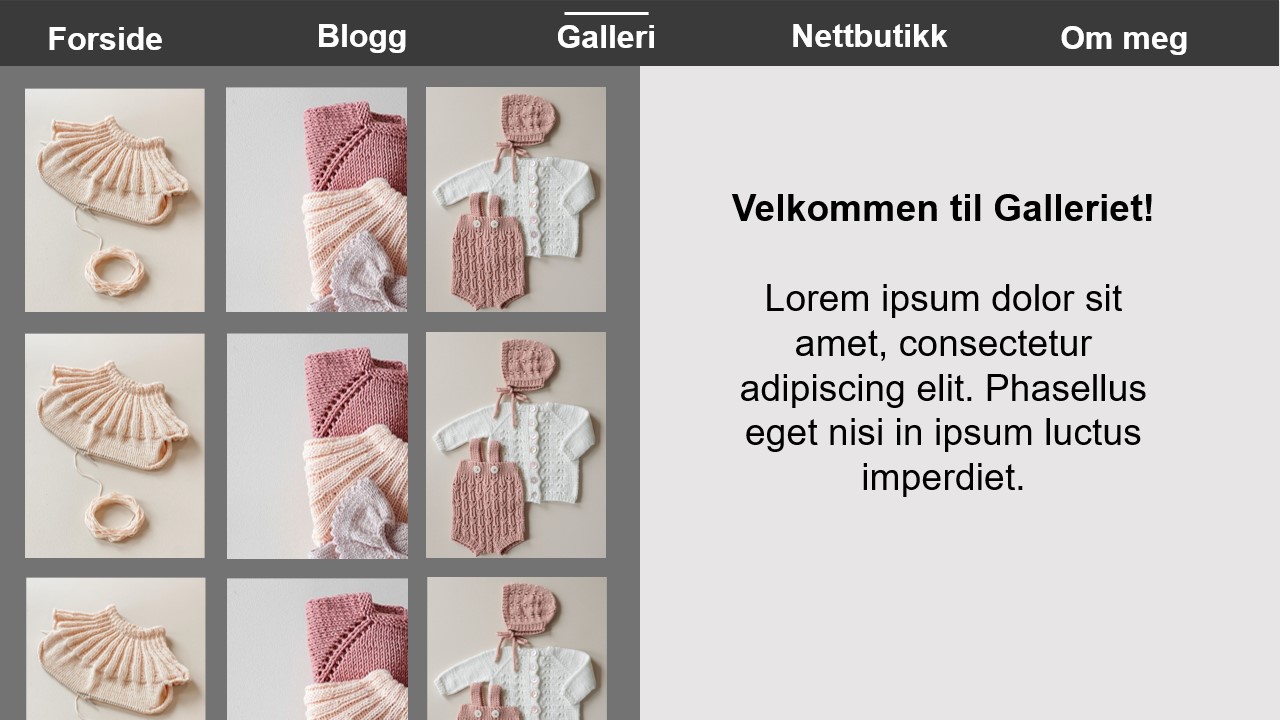 Forside Blogg Galleri Nettbutikk Om meg
Velkommen til Galleriet!
Lorem ipsum dolor sit
amet, consectetur
adipiscing elit. Phasellus
eget nisi in ipsum luctus
imperdiet.